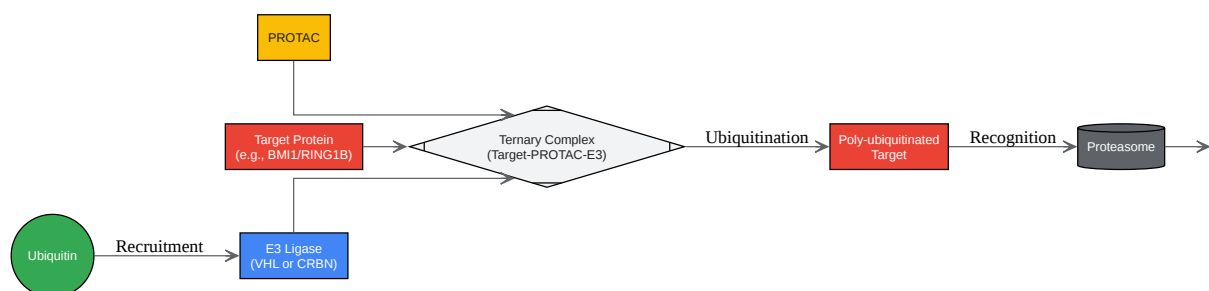 PROTAC
Target Protein
(e.g., BMI1/RING1B)
Ternary Complex
(Target-PROTAC-E3)
Ubiquitination
Poly-ubiquitinated
Target
Recognition
Proteasome
Ubiquitin
Recruitment
E3 Ligase
(VHL or CRBN)